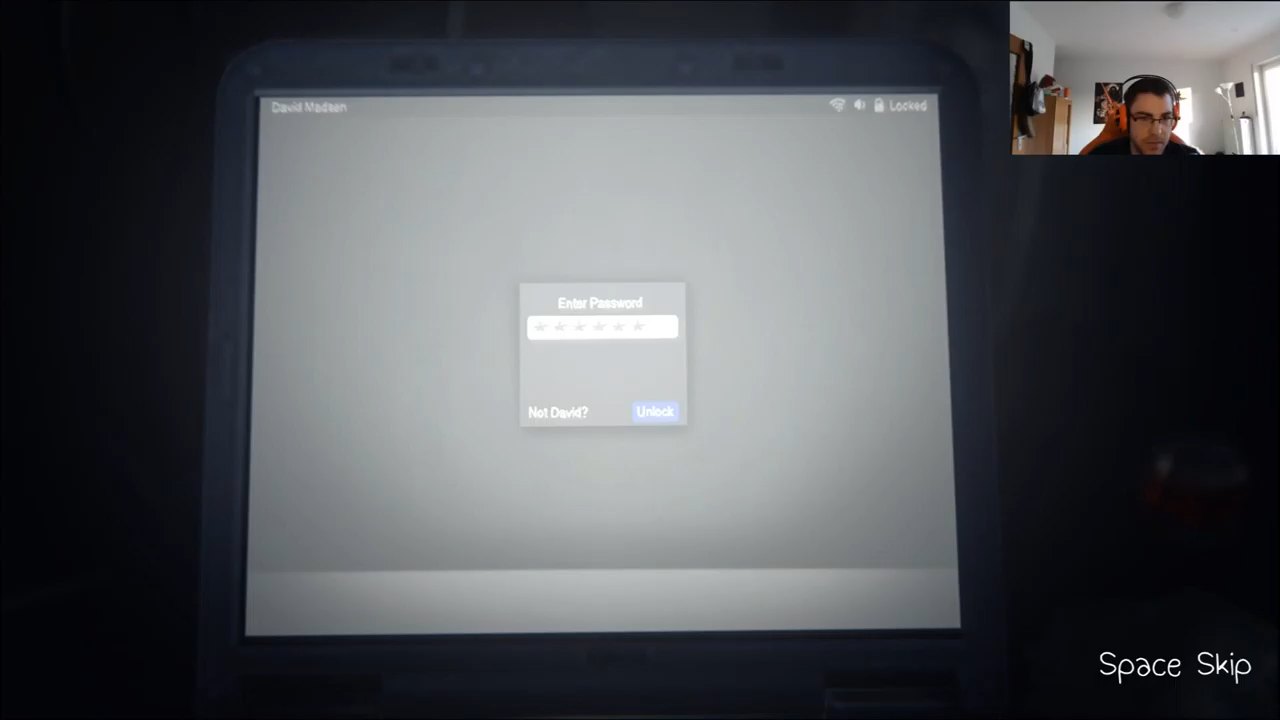 David Madsen
Locked
Enter Password
******
Not David?
Unlock
Space Skip